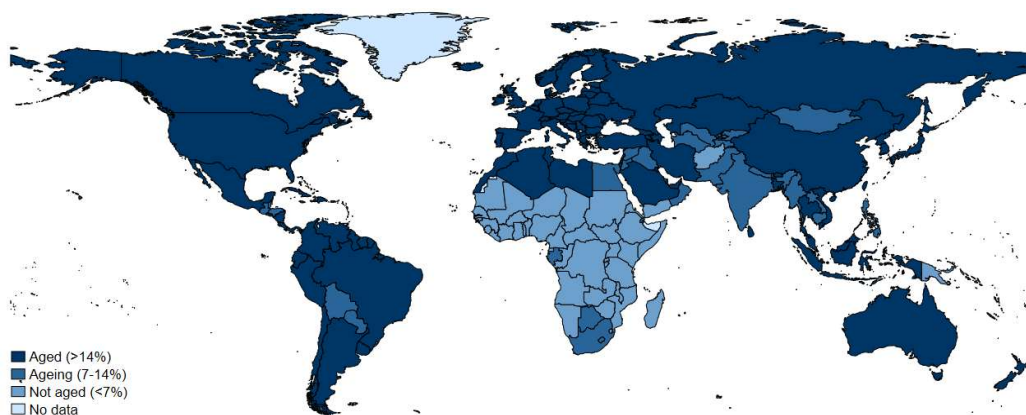 Aged (>14%)
Ageing (7-14%)
Not aged (<7%)
No data